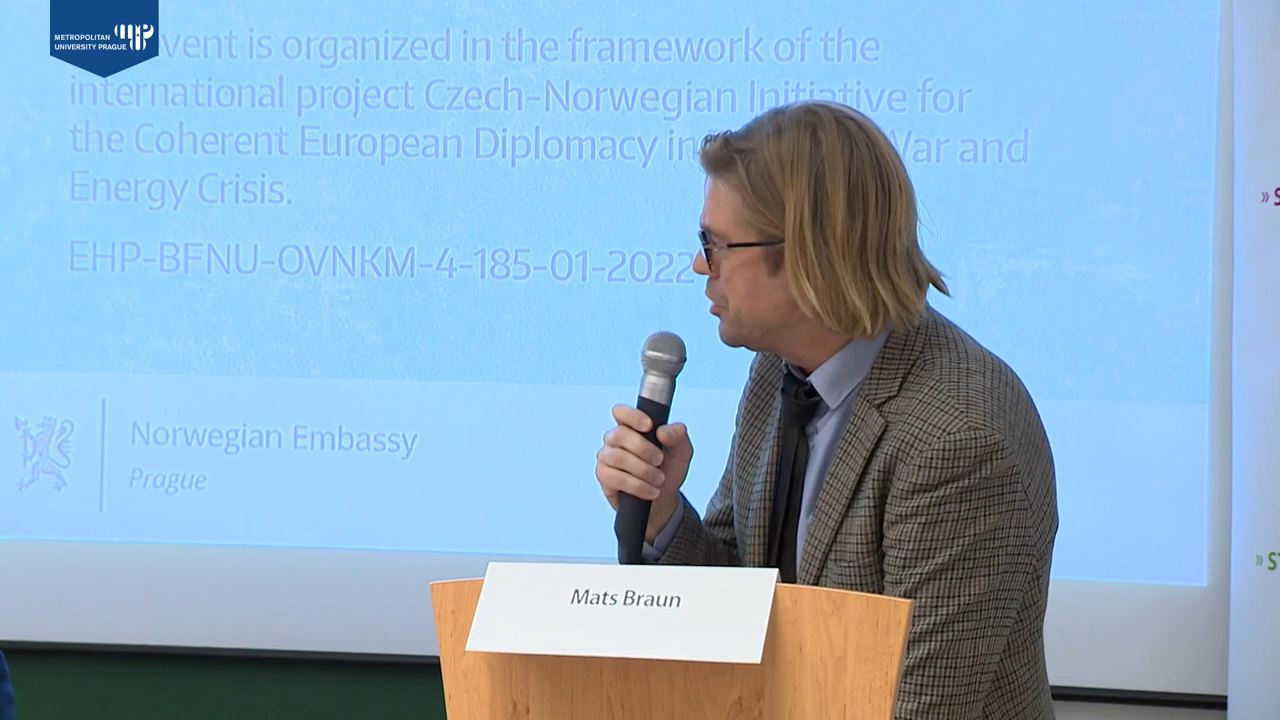 METROPOLITAN
UNIVERSITY PRAGUE
vent is organized in the framework of the
international project Czech-Norwegian Initiative for
the Coherent European Diplomacy in War and
Energy Crisis.
EHP-BFNU-OVNKM-4-185-01-2022
Norwegian Embassy
Prague
Mats Braun